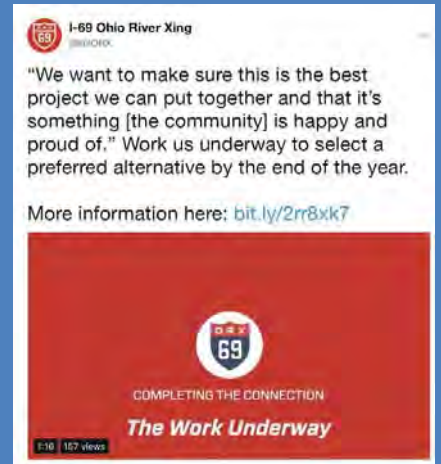 I-69 Ohio River Xing
"We want to make sure this is the best
project we can put together and that it's
something [the community] is happy and
proud of." Work us underway to select a
preferred alternative by the end of the year.
More information here: bit.ly/2rr8xk7
ORX
69
COMPLETING THE CONNECTION
The Work Underway
1:10 157 views